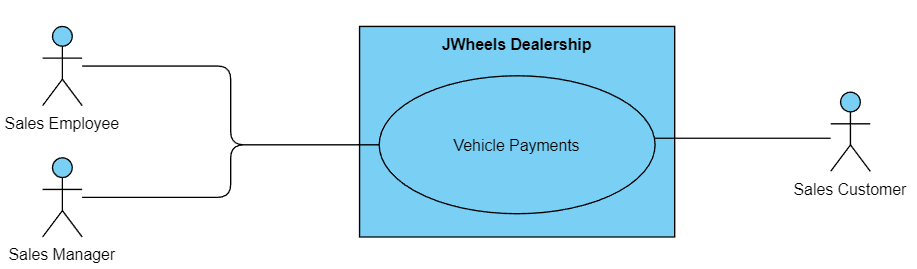 JWheels Dealership
Sales Employee
Vehicle Payments
Sales Customer
Sales Manager